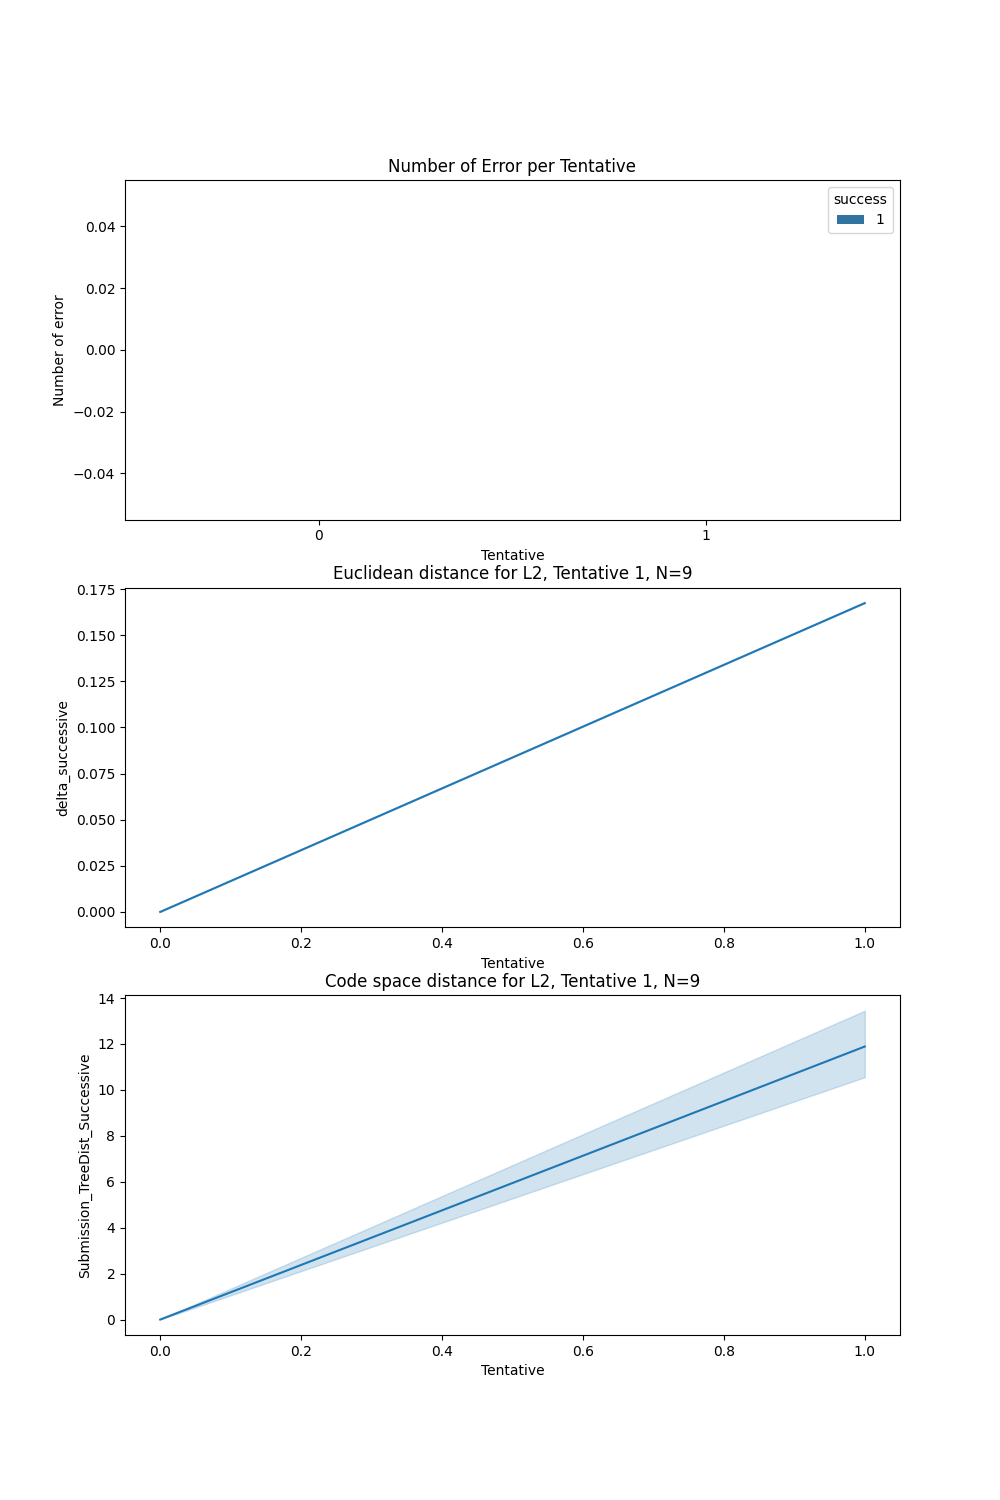 Number of Error per Tentative
success
1
0.04
0.02
0.00
−0.02
−0.04
Number of error
0 1
Tentative
Euclidean distance for L2, Tentative 1, N=9
0.175
0.150
0.125
0.100
0.075
0.050
0.025
0.000
delta_successive
0.0 0.2 0.4 0.6 0.8 1.0
Tentative
Code space distance for L2, Tentative 1, N=9
14
12
10
8
6
4
2
0
Submission_TreeDist_Successive
0.0 0.2 0.4 0.6 0.8 1.0
Tentative